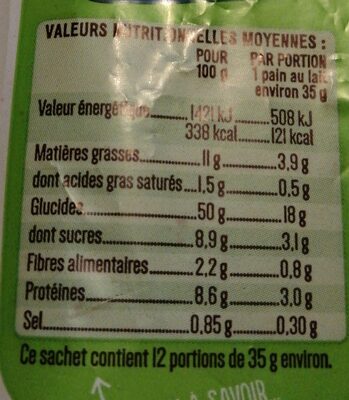 VALEURS NUTRITIONNELLES MOYENNES :
POUR 100 g
PAR PORTION
1 pain au lait
environ 35 g
Valeur énergétique 1421 kJ 508 kJ
338 kcal 121 kcal
Matières grasses 11 g 3,9 g
dont acides gras saturés 1,5 g 0,5 g
Glucides 50 g 18 g
dont sucres 8,9 g 3,1 g
Fibres alimentaires 2,2 g 0,8 g
Protéines 8,6 g 3,0 g
Sel 0,85 g 0,30 g
Ce sachet contient 12 portions de 35 g environ.
À SAVOIR